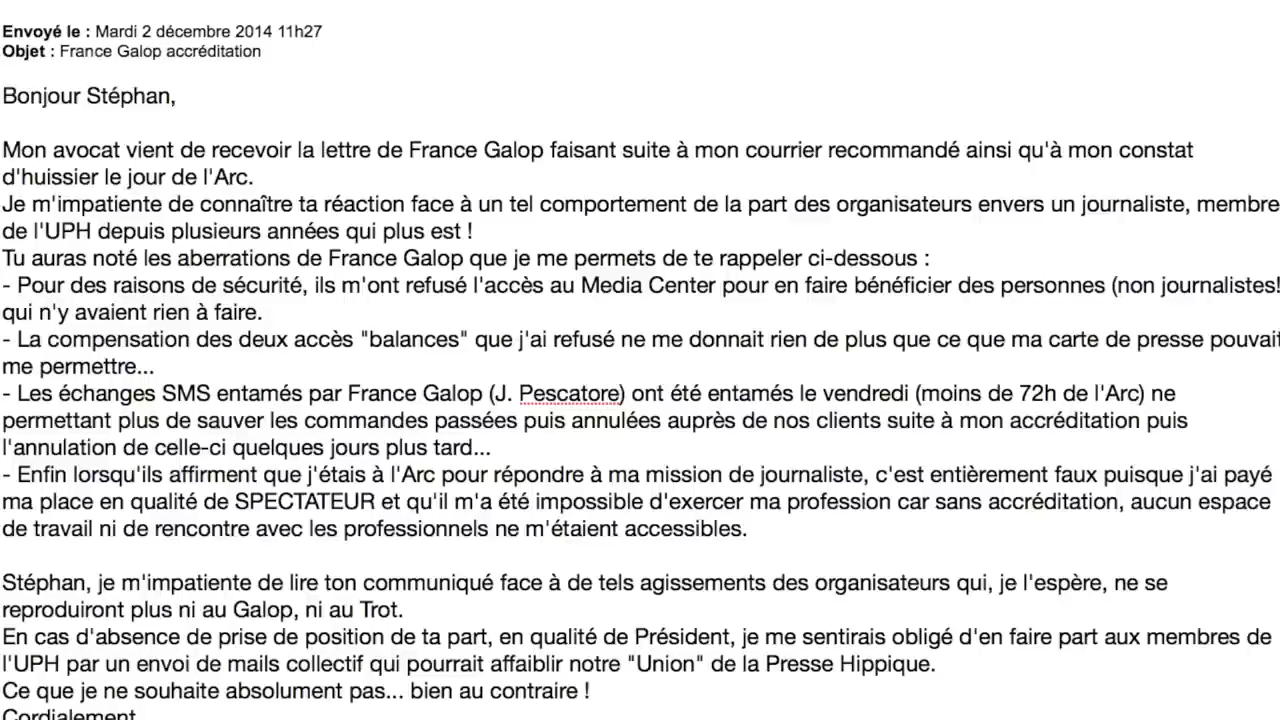 Envoyé le : Mardi 2 décembre 2014 11h27
Objet : France Galop accréditation
Bonjour Stéphan,
Mon avocat vient de recevoir la lettre de France Galop faisant suite à mon courrier recommandé ainsi qu'à mon constat
d'huissier le jour de l'Arc.
Je m'impatiente de connaître ta réaction face à un tel comportement de la part des organisateurs envers un journaliste, membre
de l'UPH depuis plusieurs années qui plus est !
Tu auras noté les aberrations de France Galop que je me permets de te rappeler ci-dessous :
- Pour des raisons de sécurité, ils m'ont refusé l'accès au Media Center pour en faire bénéficier des personnes (non journalistes!
qui n'y avaient rien à faire.
- La compensation des deux accès "balances" que j'ai refusé ne me donnait rien de plus que ce que ma carte de presse pouvait
me permettre...
- Les échanges SMS entamés par France Galop (J. Pescatore) ont été entamés le vendredi (moins de 72h de l'Arc) ne
permettant plus de sauver les commandes passées puis annulées auprès de nos clients suite à mon accréditation puis
l'annulation de celle-ci quelques jours plus tard...
- Enfin lorsqu'ils affirment que j'étais à l'Arc pour répondre à ma mission de journaliste, c'est entièrement faux puisque j'ai payé
ma place en qualité de SPECTATEUR et qu'il m'a été impossible d'exercer ma profession car sans accréditation, aucun espace
de travail ni de rencontre avec les professionnels ne m'étaient accessibles.
Stéphan, je m'impatiente de lire ton communiqué face à de tels agissements des organisateurs qui, je l'espère, ne se
reproduiront plus ni au Galop, ni au Trot.
En cas d'absence de prise de position de ta part, en qualité de Président, je me sentirais obligé d'en faire part aux membres de
l'UPH par un envoi de mails collectif qui pourrait affaiblir notre "Union" de la Presse Hippique.
Ce que je ne souhaite absolument pas... bien au contraire !
Cordialement